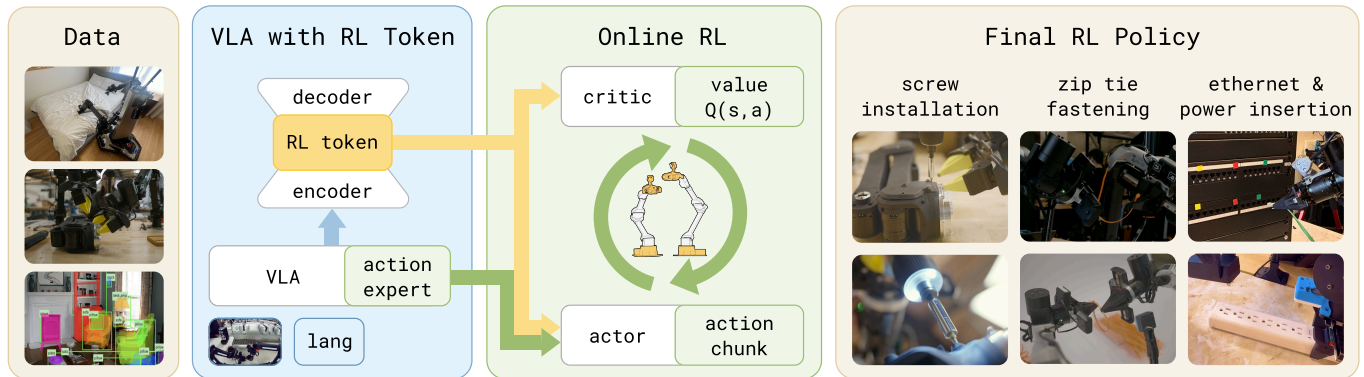 Data
VLA with RL Token
decoder
RL token
encoder
VLA
action
expert
lang
Online RL
critic
value
Q(s,a)
actor
action
chunk
Final RL Policy
screw
installation
zip tie
fastening
ethernet &
power insertion